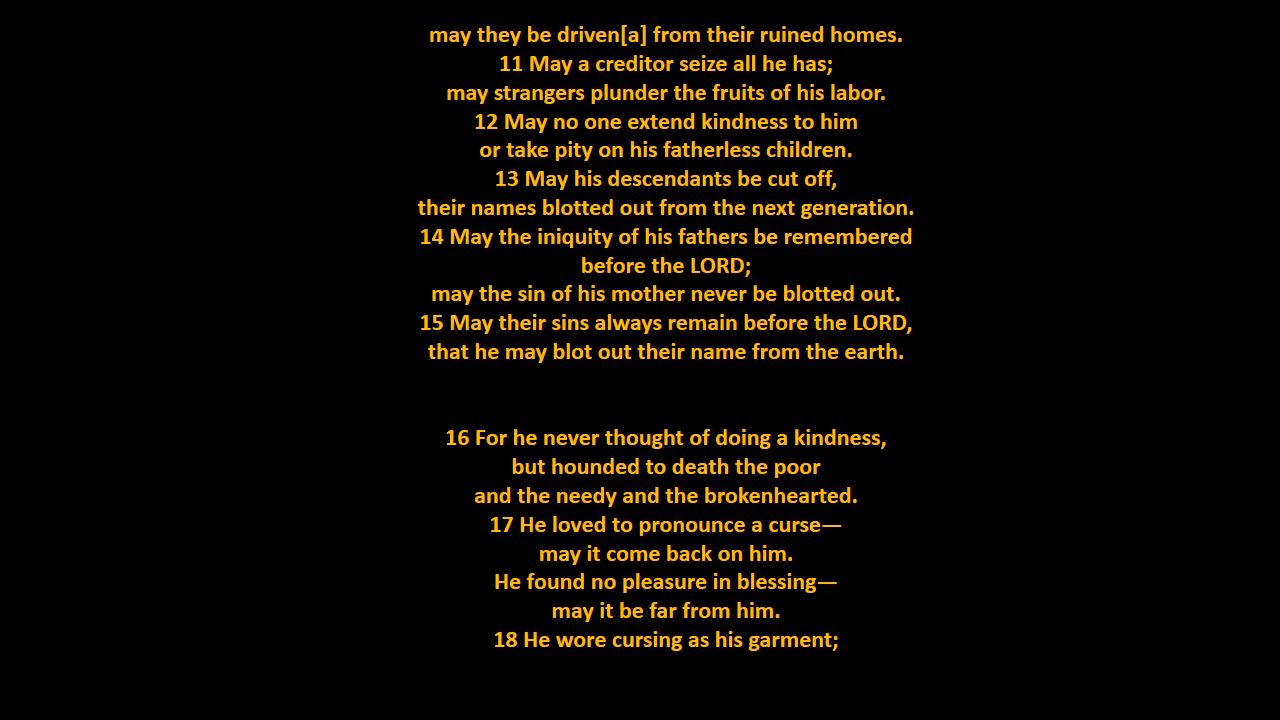 may they be driven[a] from their ruined homes.
11 May a creditor seize all he has;
may strangers plunder the fruits of his labor.
12 May no one extend kindness to him
or take pity on his fatherless children.
13 May his descendants be cut off,
their names blotted out from the next generation.
14 May the iniquity of his fathers be remembered
before the LORD;
may the sin of his mother never be blotted out.
15 May their sins always remain before the LORD,
that he may blot out their name from the earth.
16 For he never thought of doing a kindness,
but hounded to death the poor
and the needy and the brokenhearted.
17 He loved to pronounce a curse—
may it come back on him.
He found no pleasure in blessing—
may it be far from him.
18 He wore cursing as his garment;